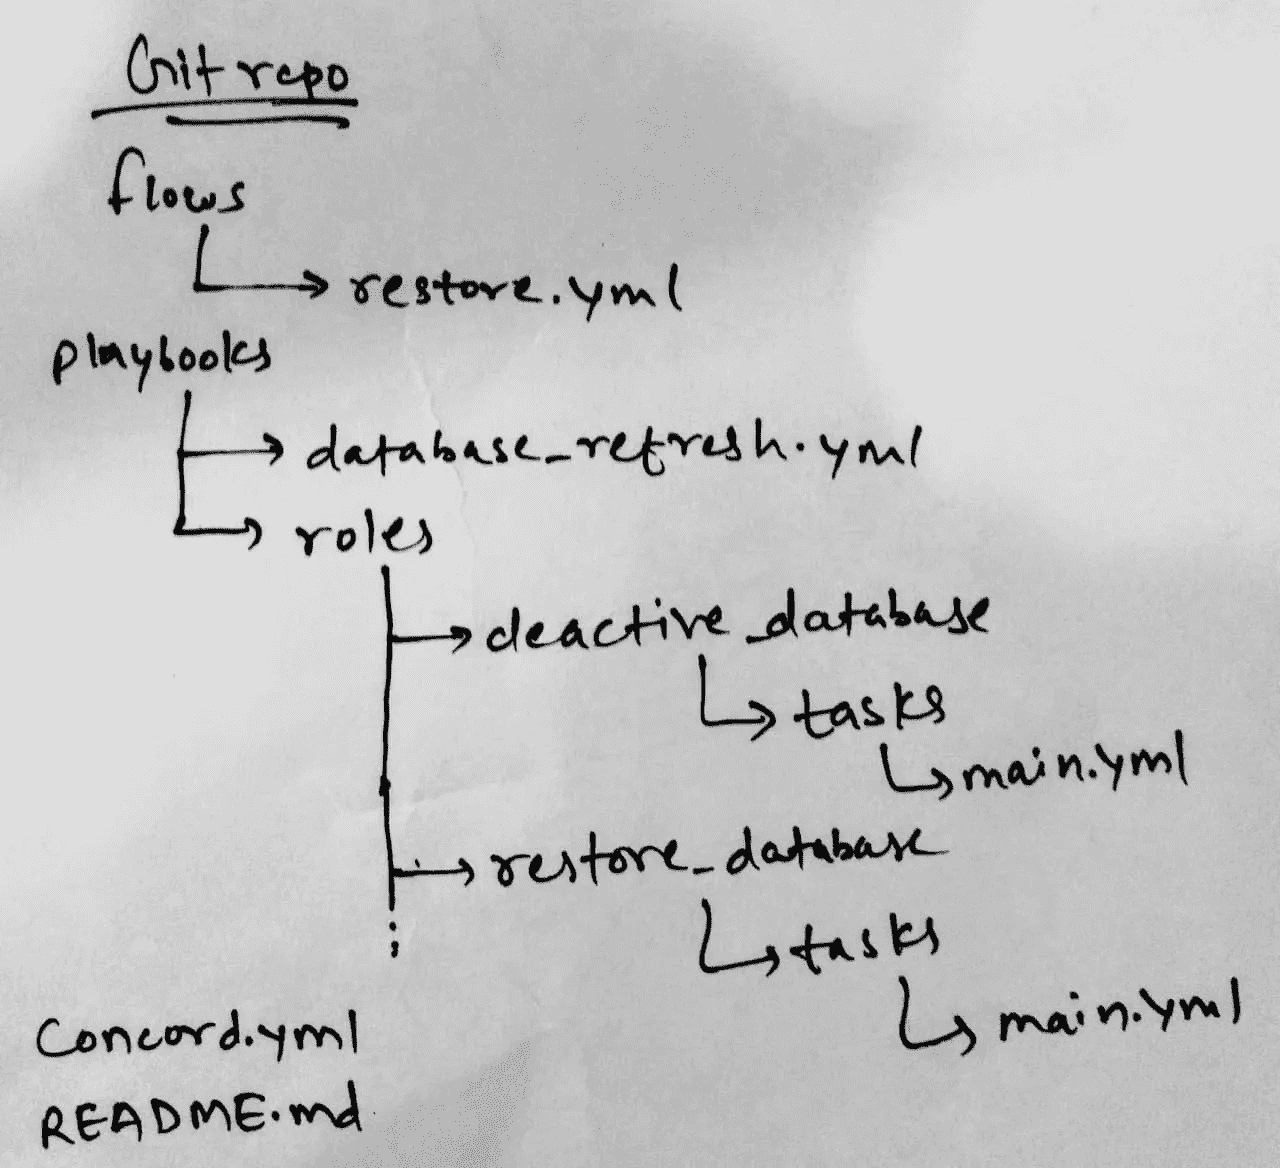 Git repo
flows
restore.yml
playbooks
database_refresh.yml
roles
deactive_database
tasks
main.yml
restore_database
tasks
main.yml
Concord.yml
README.md